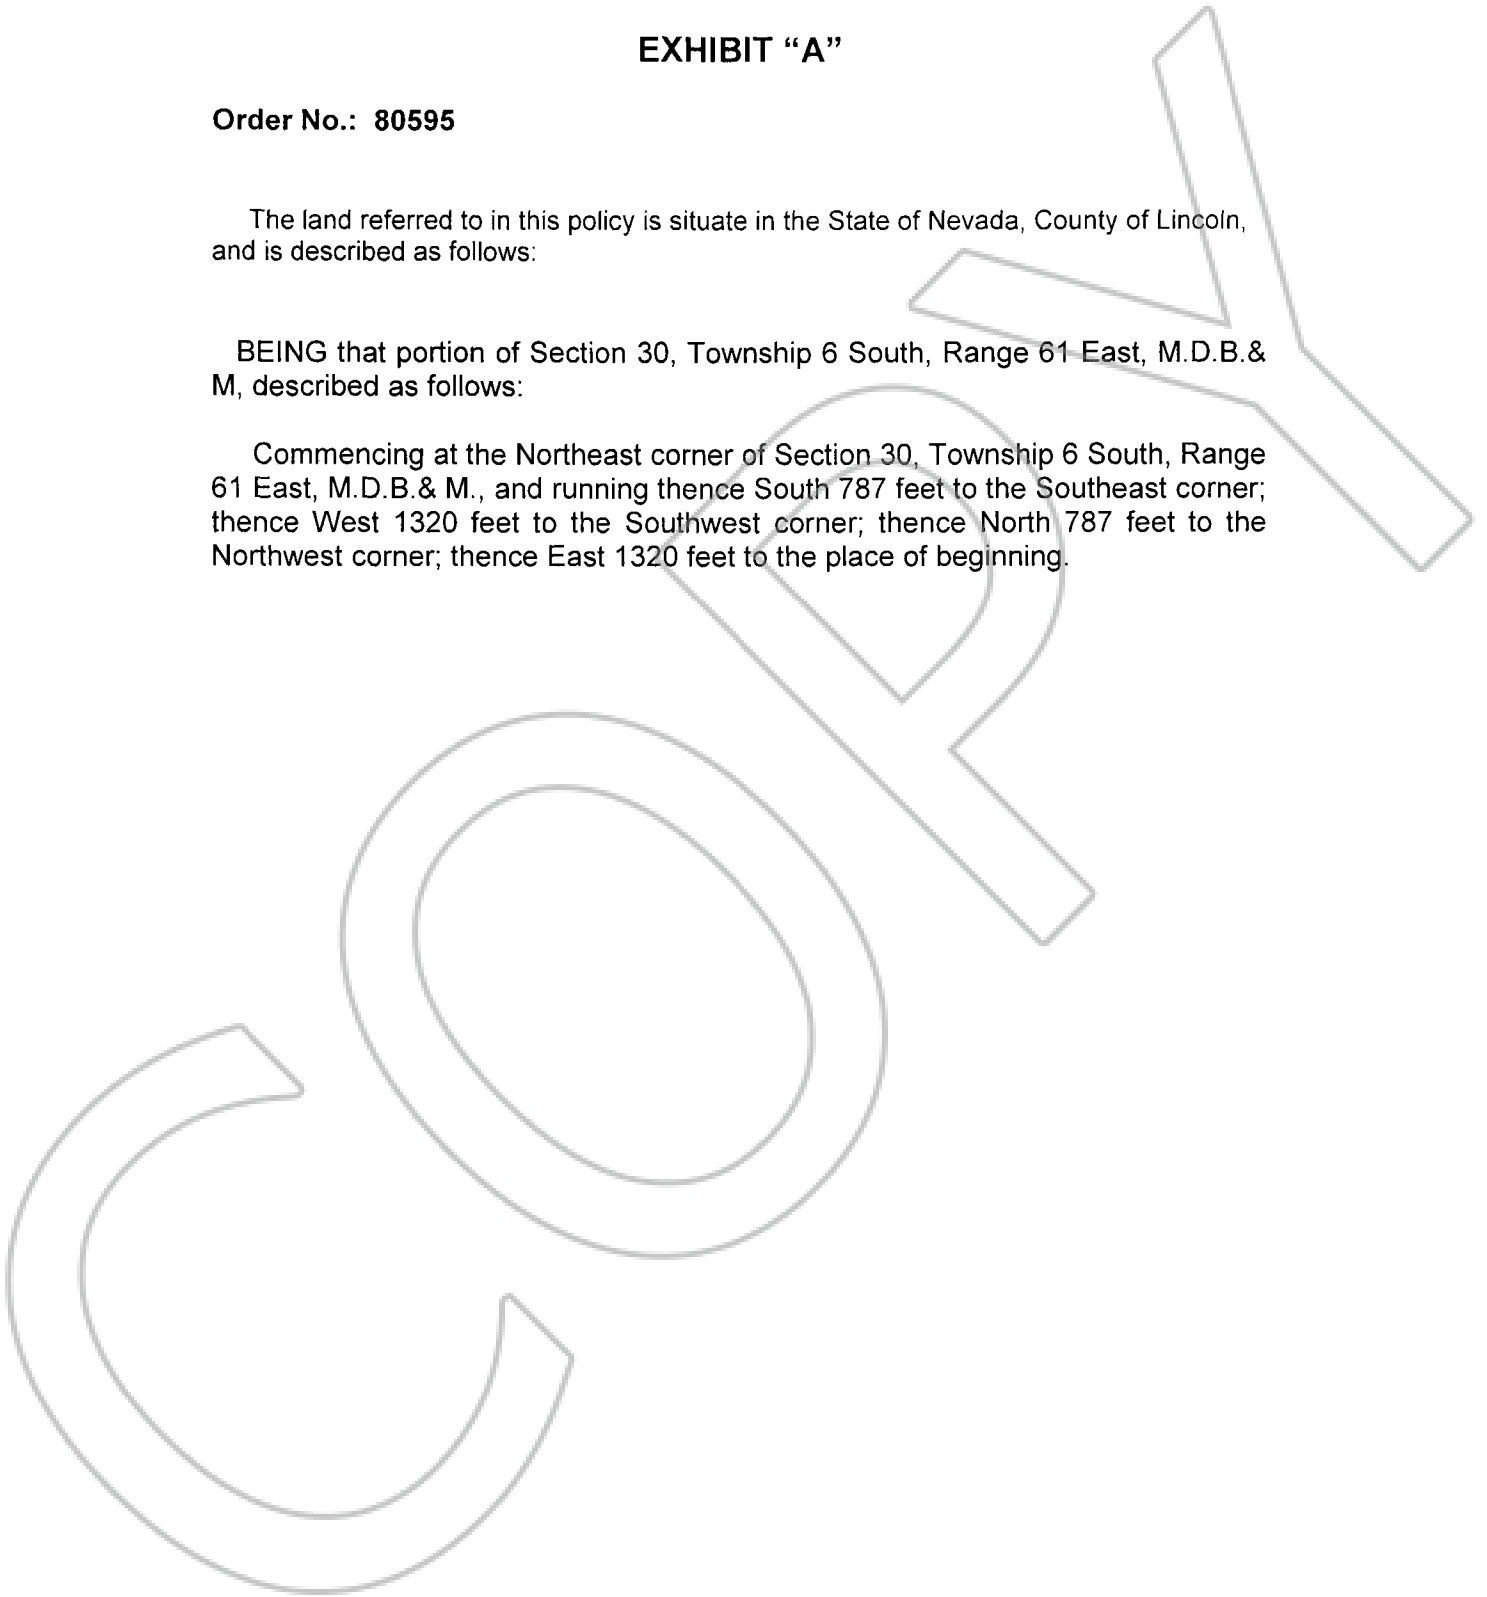 EXHIBIT “A”
Order No.: 80595
The land referred to in this policy is situate in the State of Nevada, County of Lincoln,
and is described as follows:
BEING that portion of Section 30, Township 6 South, Range 61 East, M.D.B.&
M, described as follows:
Commencing at the Northeast corner of Section 30, Township 6 South, Range
61 East, M.D.B.& M., and running thence South 787 feet to the Southeast corner;
thence West 1320 feet to the Southwest corner; thence North 787 feet to the
Northwest corner; thence East 1320 feet to the place of beginning.
COPY